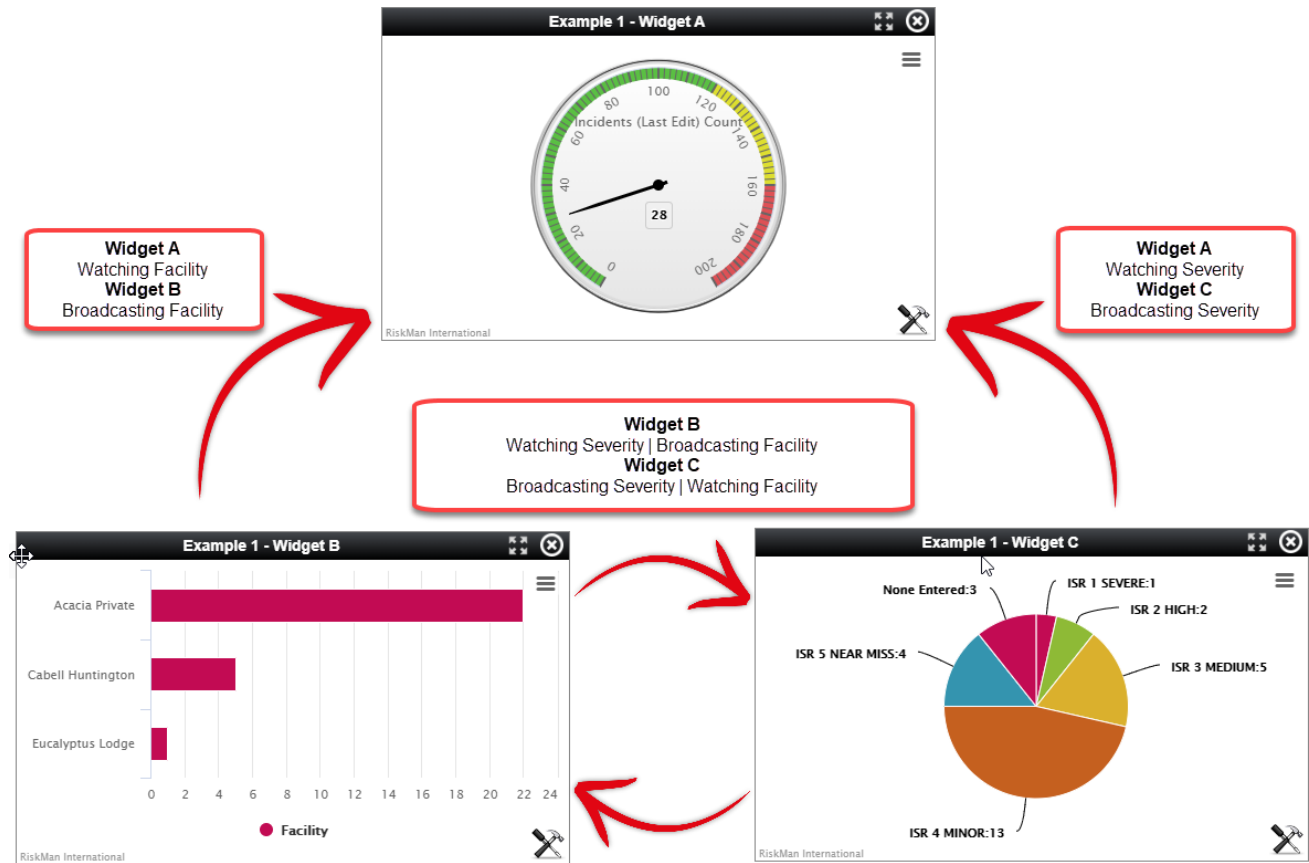 Example 1 - Widget A
Incidents (Last Edit) Count
0
20
40
60
80
100
120
140
160
180
200
28
RiskMan International
Widget A
Watching Facility
Widget B
Broadcasting Facility
Widget A
Watching Severity
Widget C
Broadcasting Severity
Widget B
Watching Severity | Broadcasting Facility
Widget C
Broadcasting Severity | Watching Facility
Example 1 - Widget B
Acacia Private
Cabell Huntington
Eucalyptus Lodge
0 2 4 6 8 10 12 14 16 18 20 22 24
Facility
RiskMan International
Example 1 - Widget C
None Entered:3
ISR 1 SEVERE:1
ISR 2 HIGH:2
ISR 5 NEAR MISS:4
ISR 3 MEDIUM:5
ISR 4 MINOR:13
RiskMan International